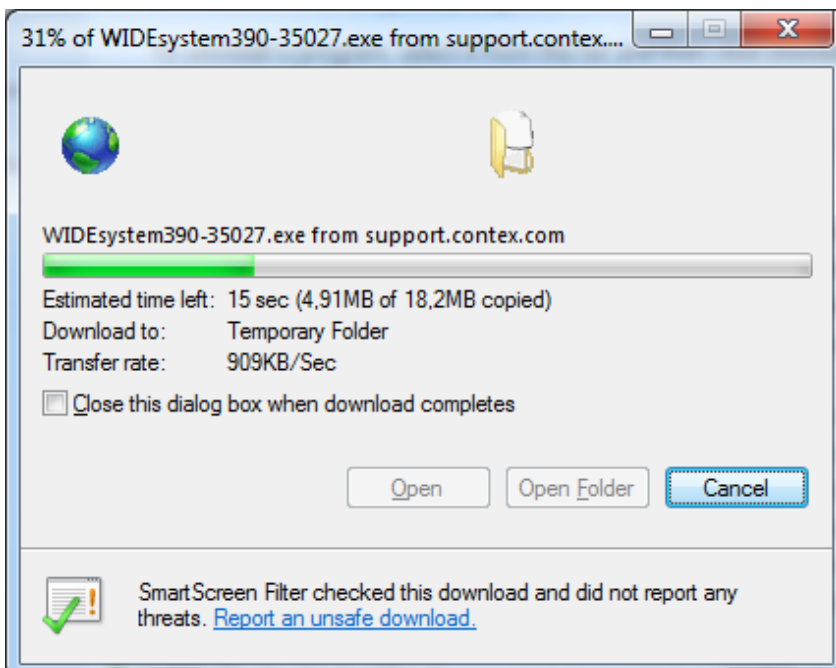 31% of WIDEsystem390-35027.exe from support.contex....
WIDEsystem390-35027.exe from support.contex.com
Estimated time left: 15 sec (4,91MB of 18,2MB copied)
Download to: Temporary Folder
Transfer rate: 909KB/Sec
Close this dialog box when download completes
Open Open Folder Cancel
SmartScreen Filter checked this download and did not report any
threats. Report an unsafe download.